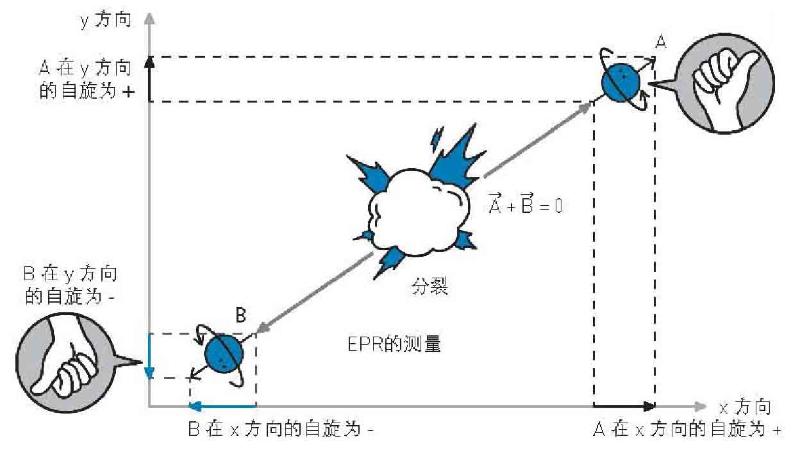 y 方向
A
A 在 y 方向
的自旋为 +
A⃗ + B⃗ = 0
分裂
B 在 y 方向
的自旋为 -
B
EPR的测量
x 方向
B 在 x 方向的自旋为 -
A 在 x 方向的自旋为 +